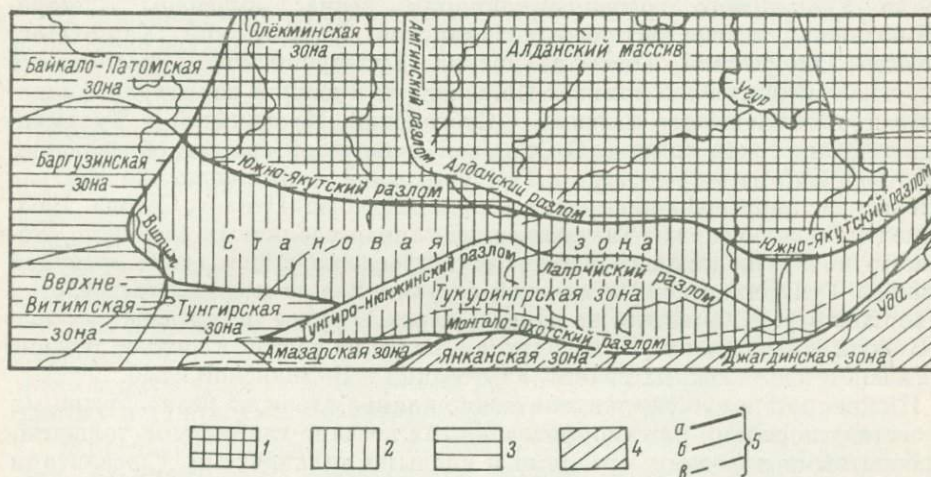 Олёкминская
зона
Амгинский разлом
Алданский массив
Байкало-Патомская
зона
Учур
Баргузинская
зона
Южно-Якутский разлом
Алданский разлом
Витим
Становая зона
Южно-Якутский разлом
Верхне-
Витимская
зона
Тунгирская
зона
Тунгиро-Нюкжинский разлом
Лапрчийский разлом
Тукурингрская зона
Уда
Амазарская зона
Монголо-Охотский разлом
Янканская зона
Джагдинская зона
1
2
3
4
а
б
в
5